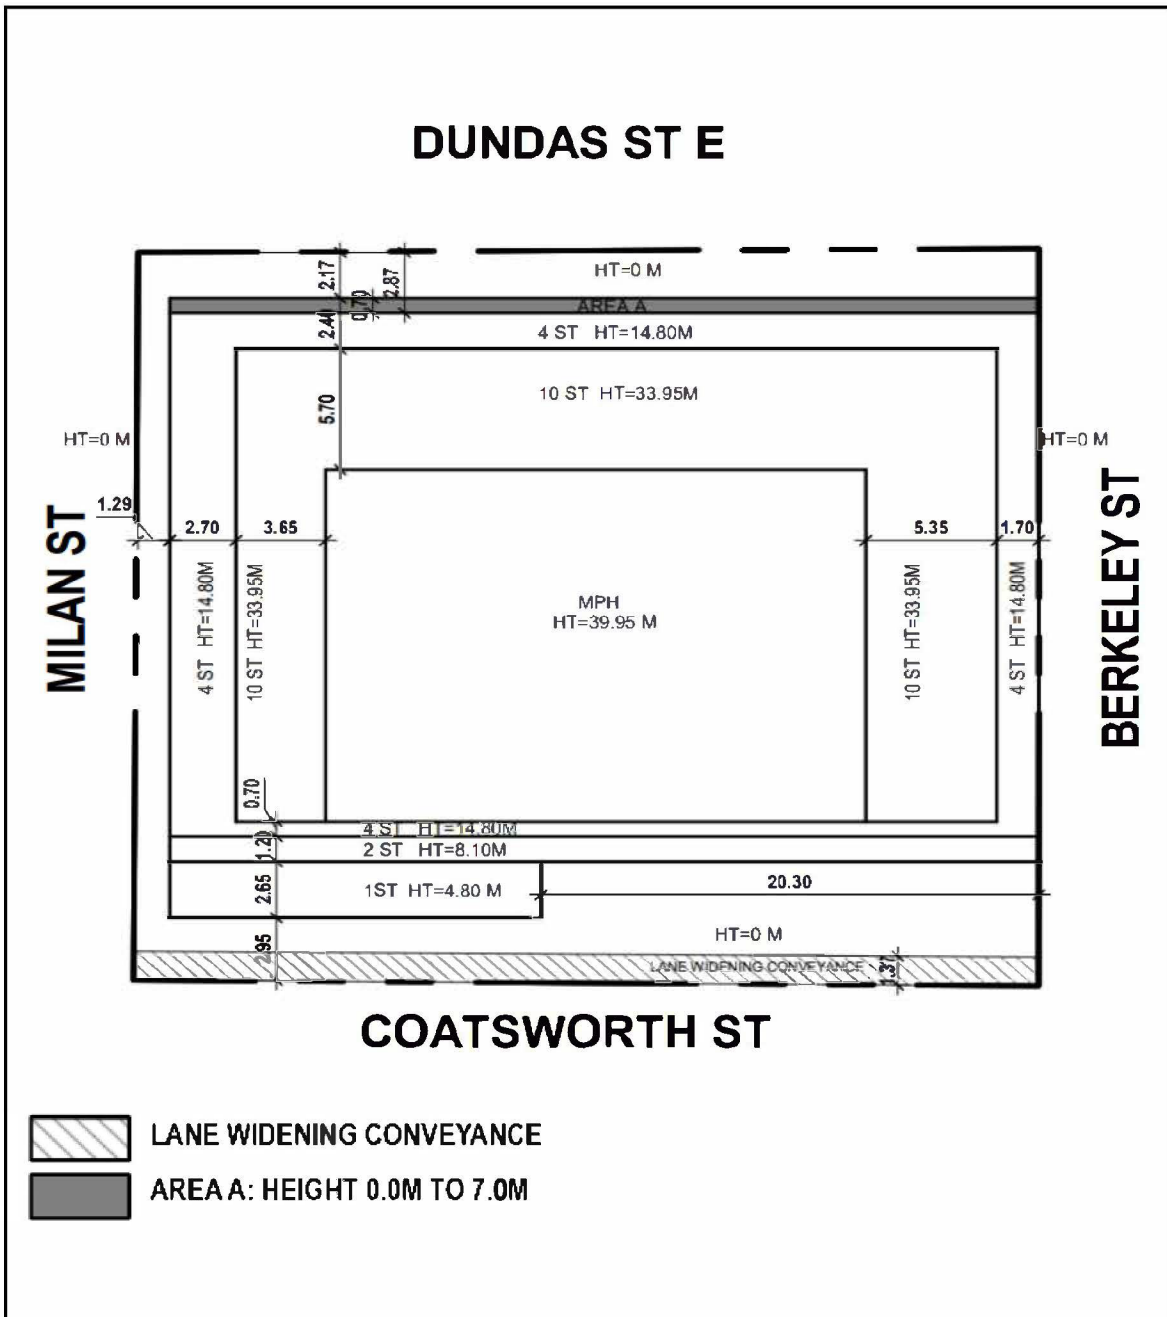 DUNDAS ST E
HT=0 M
2.17
2.87
0.70
AREA A
2.40
4 ST HT=14.80M
10 ST HT=33.95M
5.70
HT=0 M
HT=0 M
1.29
2.70
3.65
5.35
1.70
MILAN ST
4 ST HT=14.80M
10 ST HT=33.95M
MPH
HT=39.95 M
10 ST HT=33.95M
4 ST HT=14.80M
BERKELEY ST
0.70
4 ST HT=14.80M
1.20
2 ST HT=8.10M
2.65
1ST HT=4.80 M
20.30
2.95
HT=0 M
LANE WIDENING CONVEYANCE
1.37
COATSWORTH ST
LANE WIDENING CONVEYANCE
AREA A: HEIGHT 0.0M TO 7.0M